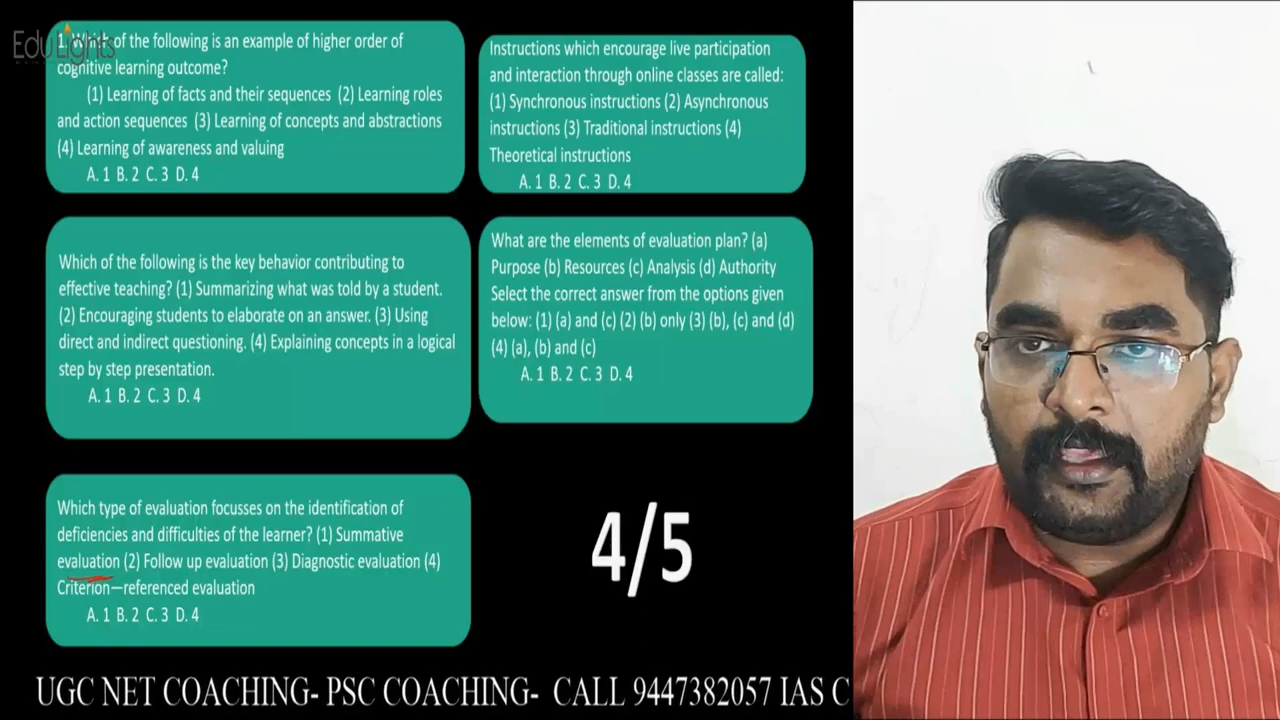 Edu Lights
1. Which of the following is an example of higher order of
cognitive learning outcome?
(1) Learning of facts and their sequences (2) Learning roles
and action sequences (3) Learning of concepts and abstractions
(4) Learning of awareness and valuing
A. 1 B. 2 C. 3 D. 4
Instructions which encourage live participation
and interaction through online classes are called:
(1) Synchronous instructions (2) Asynchronous
instructions (3) Traditional instructions (4)
Theoretical instructions
A. 1 B. 2 C. 3 D. 4
Which of the following is the key behavior contributing to
effective teaching? (1) Summarizing what was told by a student.
(2) Encouraging students to elaborate on an answer. (3) Using
direct and indirect questioning. (4) Explaining concepts in a logical
step by step presentation.
A. 1 B. 2 C. 3 D. 4
What are the elements of evaluation plan? (a)
Purpose (b) Resources (c) Analysis (d) Authority
Select the correct answer from the options given
below: (1) (a) and (c) (2) (b) only (3) (b), (c) and (d)
(4) (a), (b) and (c)
A. 1 B. 2 C. 3 D. 4
Which type of evaluation focusses on the identification of
deficiencies and difficulties of the learner? (1) Summative
evaluation (2) Follow up evaluation (3) Diagnostic evaluation (4)
Criterion—referenced evaluation
A. 1 B. 2 C. 3 D. 4
4/5
UGC NET COACHING- PSC COACHING- CALL 9447382057 IAS C